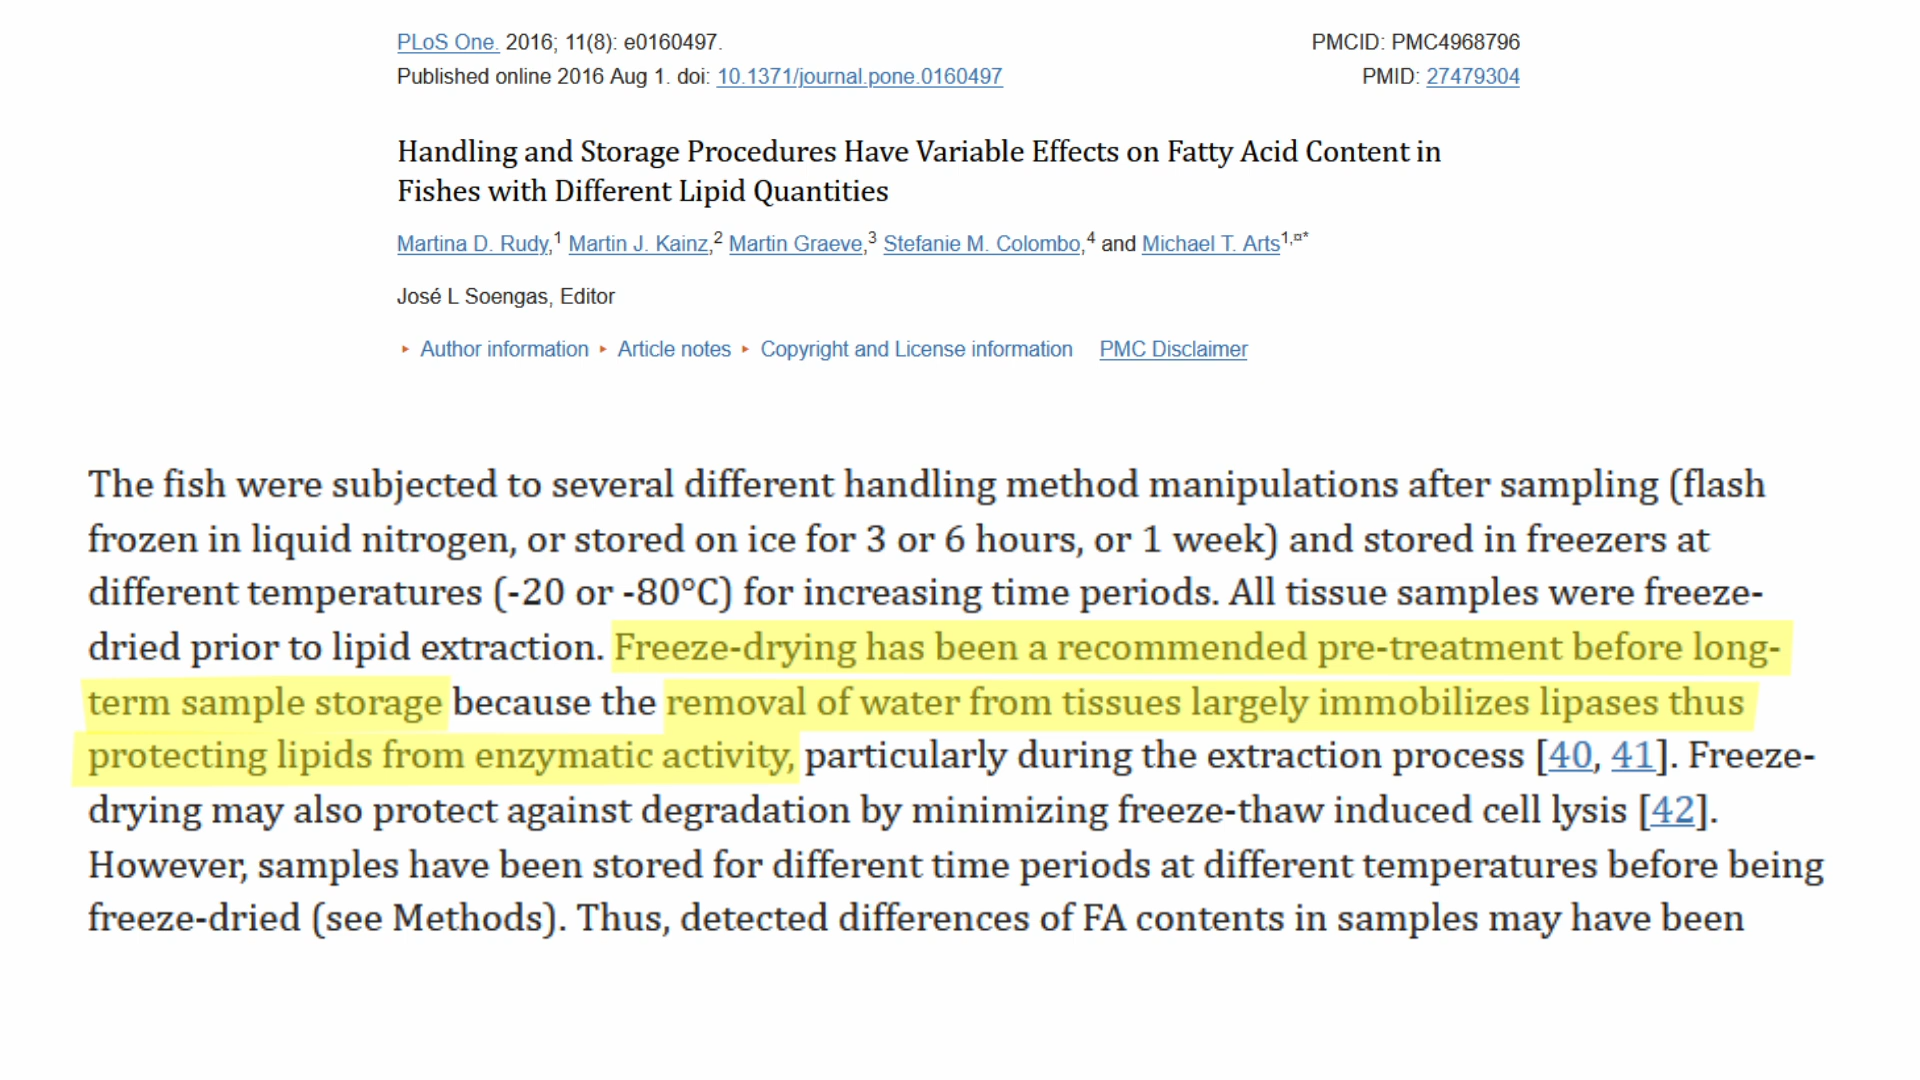 PLoS One. 2016; 11(8): e0160497.
PMCID: PMC4968796
Published online 2016 Aug 1. doi: 10.1371/journal.pone.0160497
PMID: 27479304
Handling and Storage Procedures Have Variable Effects on Fatty Acid Content in
Fishes with Different Lipid Quantities
Martina D. Rudy,1 Martin J. Kainz,2 Martin Graeve,3 Stefanie M. Colombo,4 and Michael T. Arts1,¤*
José L Soengas, Editor
‣ Author information ‣ Article notes ‣ Copyright and License information PMC Disclaimer
The fish were subjected to several different handling method manipulations after sampling (flash
frozen in liquid nitrogen, or stored on ice for 3 or 6 hours, or 1 week) and stored in freezers at
different temperatures (-20 or -80°C) for increasing time periods. All tissue samples were freeze-
dried prior to lipid extraction. Freeze-drying has been a recommended pre-treatment before long-
term sample storage because the removal of water from tissues largely immobilizes lipases thus
protecting lipids from enzymatic activity, particularly during the extraction process [40, 41]. Freeze-
drying may also protect against degradation by minimizing freeze-thaw induced cell lysis [42].
However, samples have been stored for different time periods at different temperatures before being
freeze-dried (see Methods). Thus, detected differences of FA contents in samples may have been